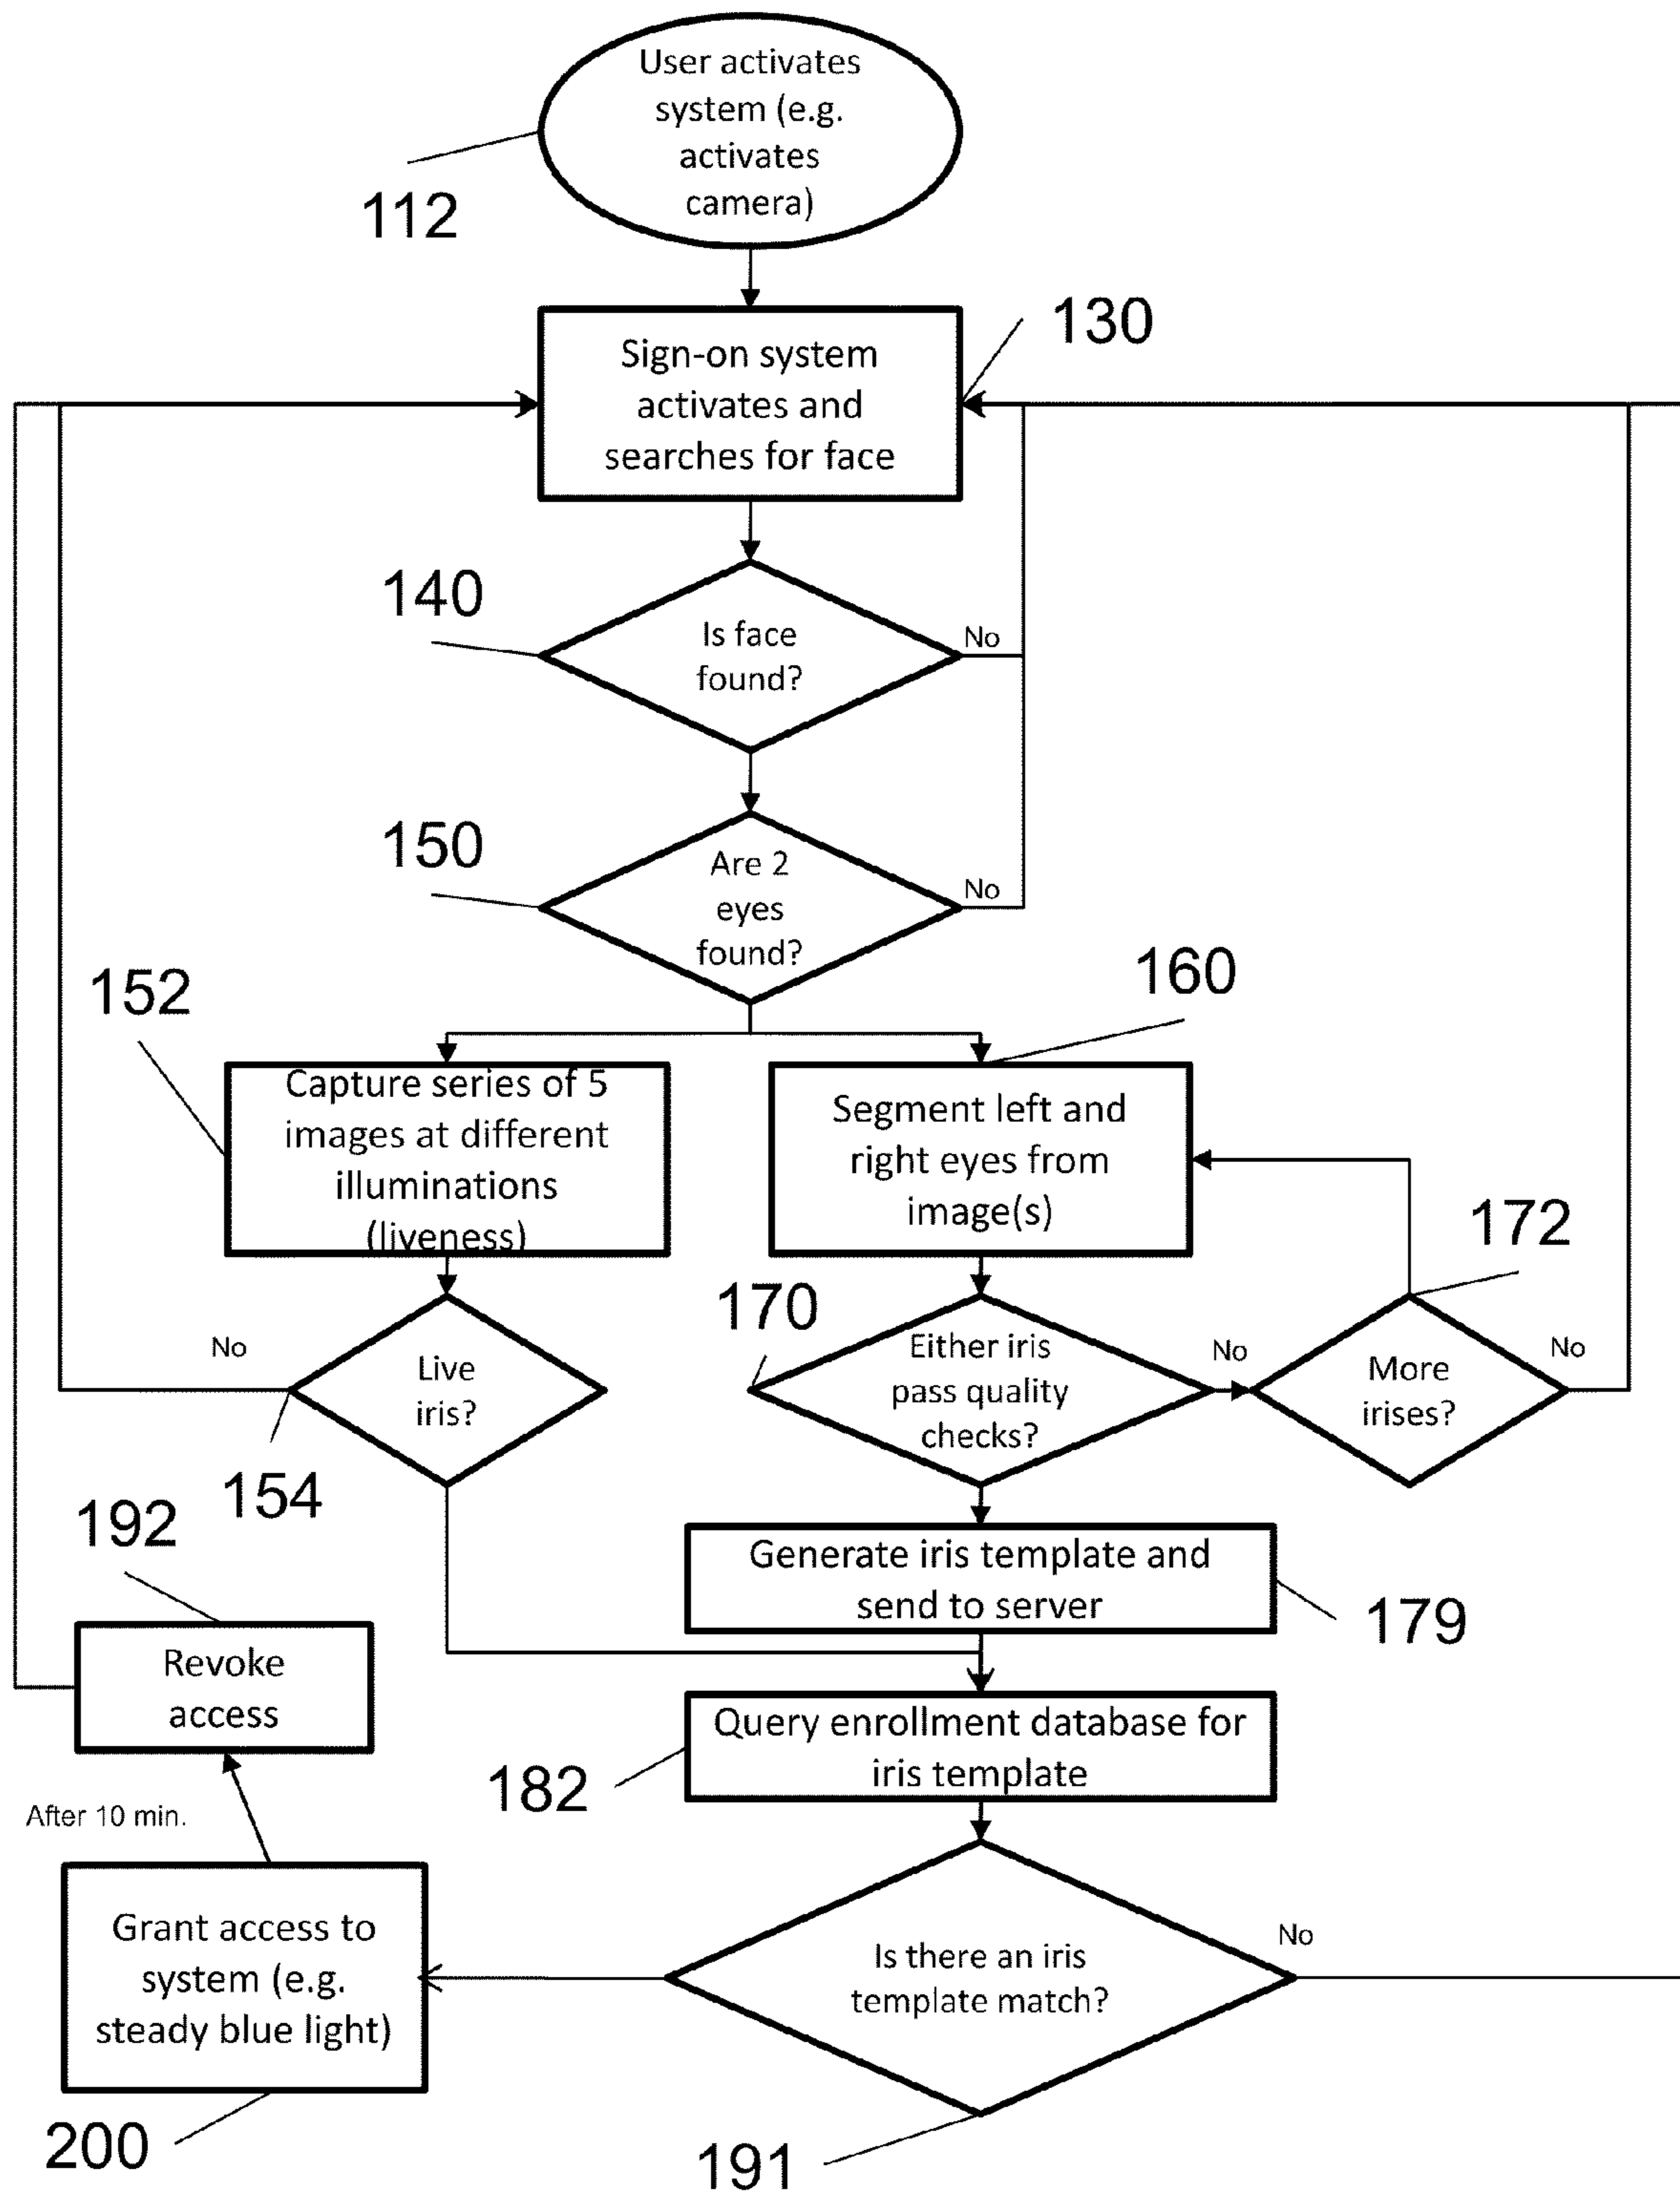 User activates
system (e.g.
activates
camera)
112
130
Sign-on system
activates and
searches for face
140
Is face
found?
No
150
Are 2
eyes
found?
No
152
160
Capture series of 5
images at different
illuminations
(liveness)
Segment left and
right eyes from
image(s)
172
170
No
Live
iris?
Either iris
pass quality
checks?
No
More
irises?
No
154
192
Generate iris template and
send to server
179
Revoke
access
Query enrollment database for
iris template
182
After 10 min.
Grant access to
system (e.g.
steady blue light)
Is there an iris
template match?
No
200
191